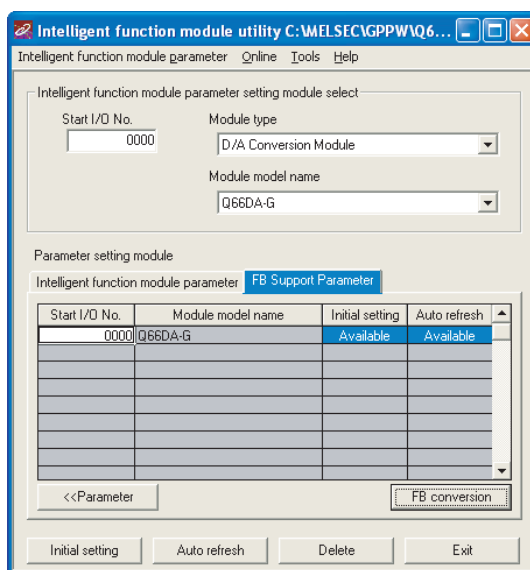 Intelligent function module utility C:\MELSEC\GPPW\Q6...
Intelligent function module parameter Online Tools Help
Intelligent function module parameter setting module select
Start I/O No. Module type
0000 D/A Conversion Module
Module model name
Q66DA-G
Parameter setting module
Intelligent function module parameter FB Support Parameter
Start I/O No. Module model name Initial setting Auto refresh
0000 Q66DA-G Available Available
<<Parameter FB conversion
Initial setting Auto refresh Delete Exit